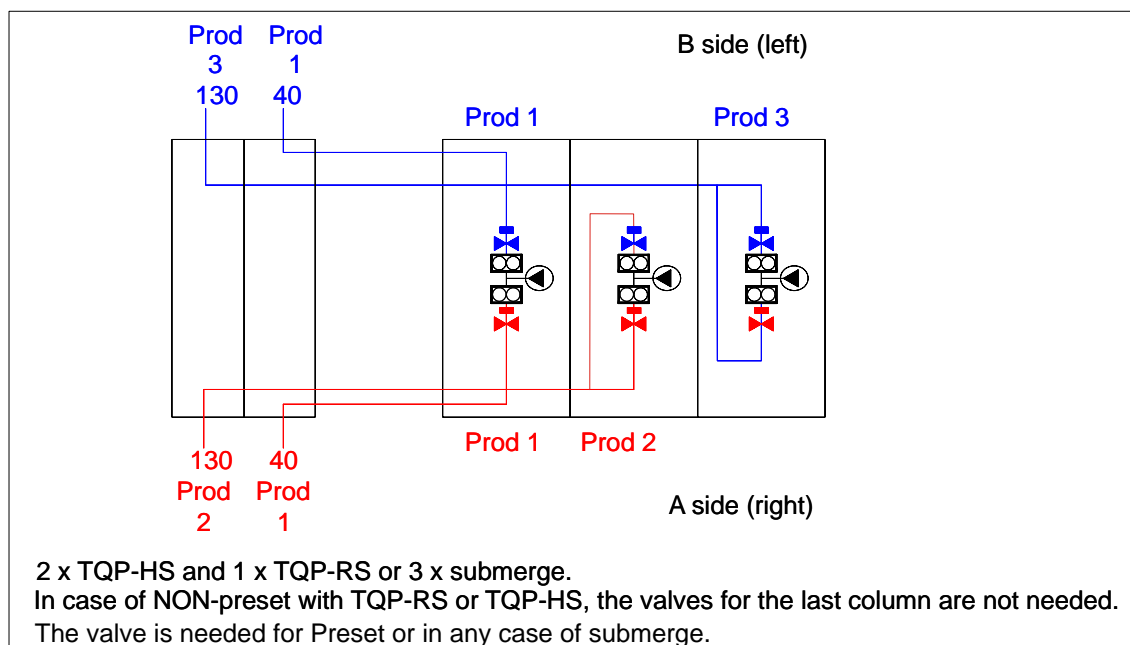 Prod Prod
3 1
130 40
B side (left)
Prod 1 Prod 3
Prod 1 Prod 2
130 40
Prod Prod
2 1
A side (right)
2 x TQP-HS and 1 x TQP-RS or 3 x submerge.
In case of NON-preset with TQP-RS or TQP-HS, the valves for the last column are not needed.
The valve is needed for Preset or in any case of submerge.